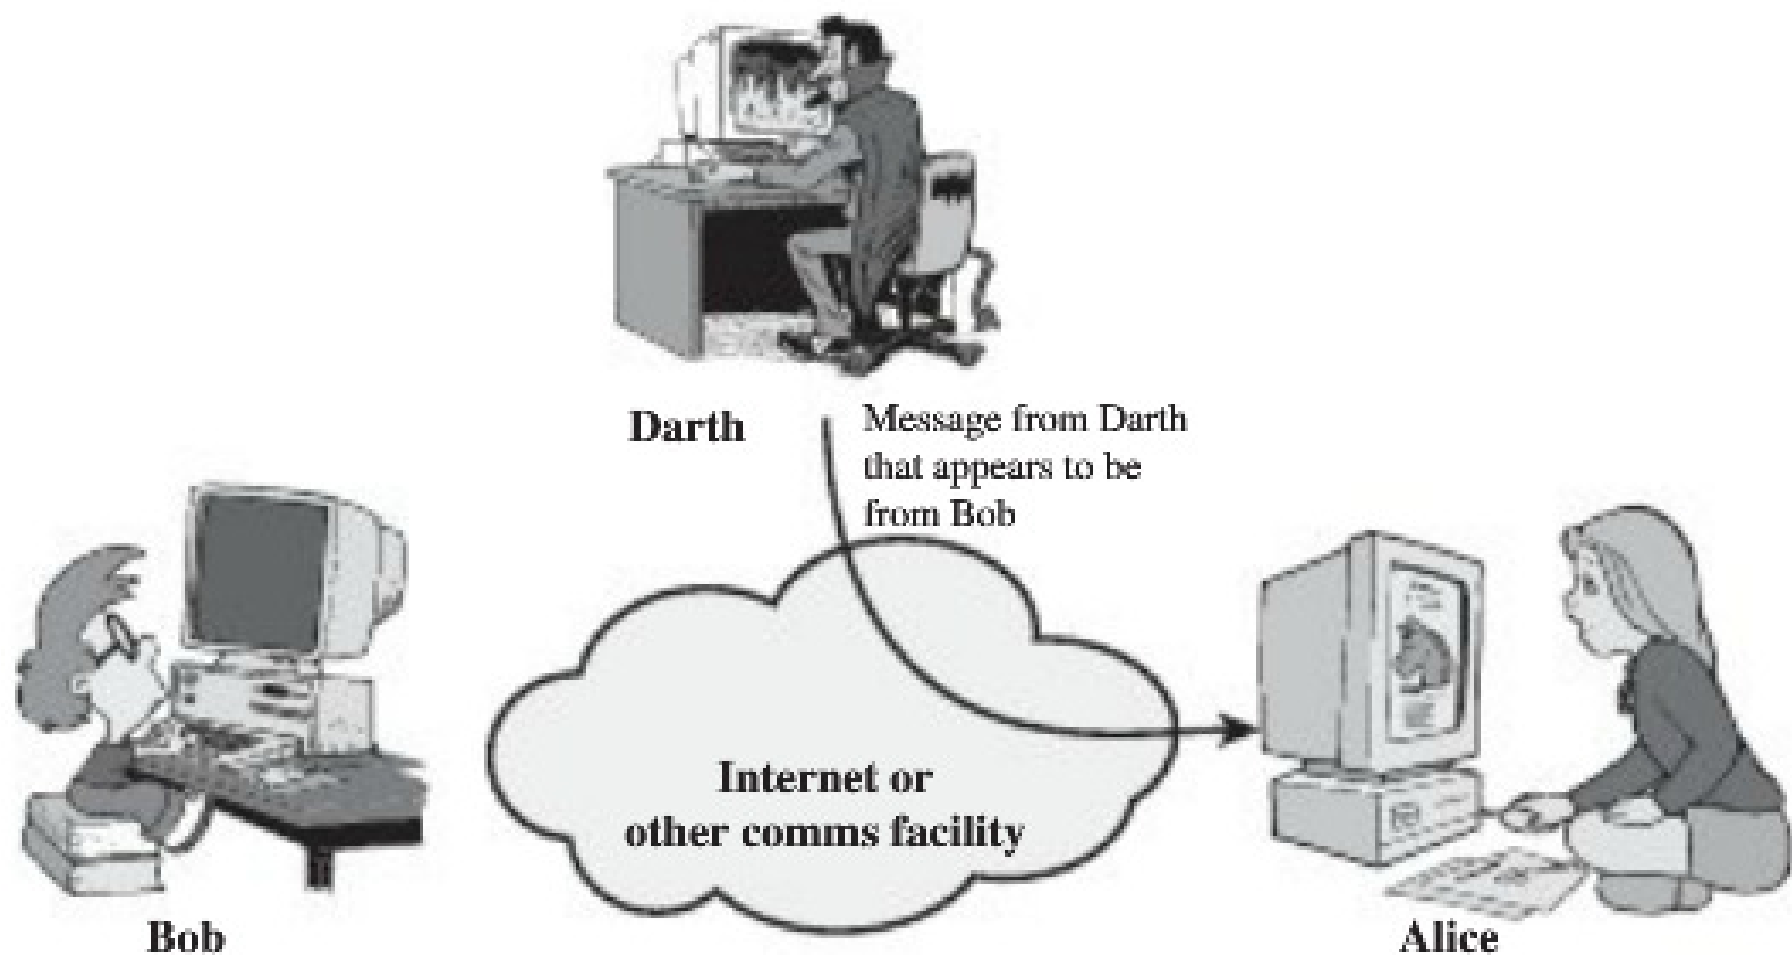 Darth
Message from Darth
that appears to be
from Bob
Internet or
other comms facility
Bob
Alice